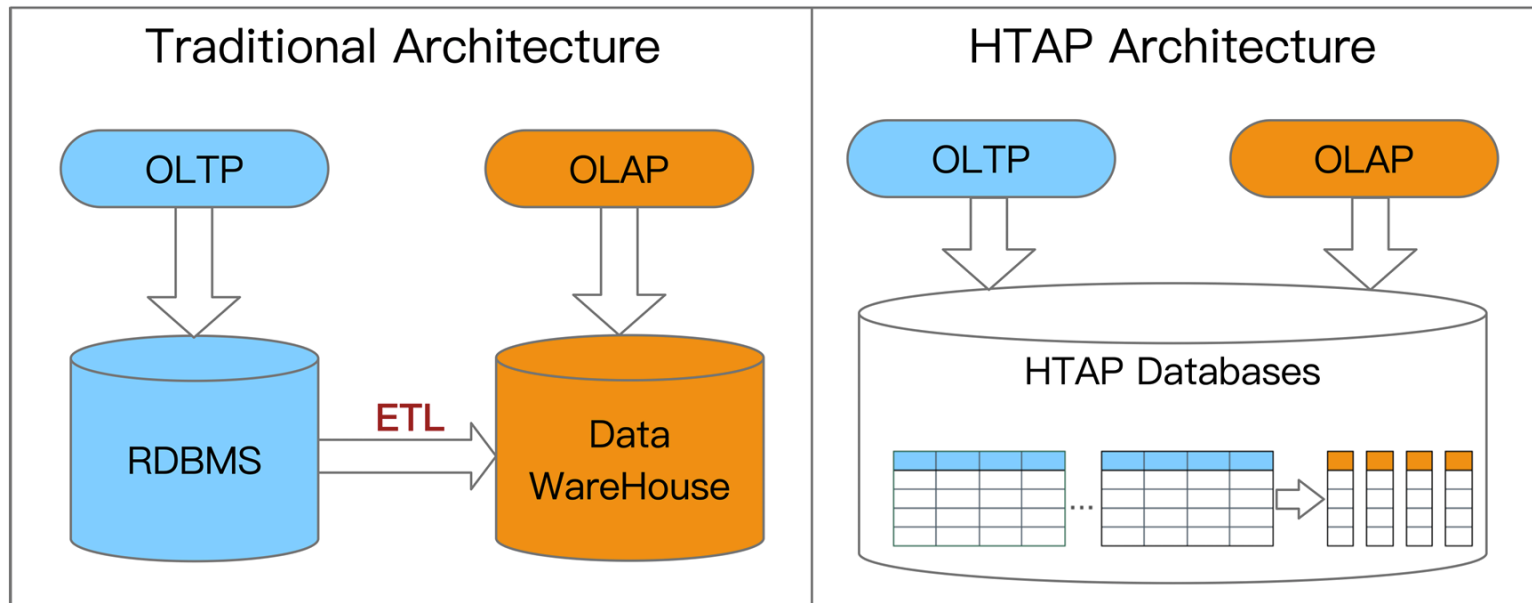 Traditional Architecture
OLTP
OLAP
RDBMS
ETL
Data
WareHouse
HTAP Architecture
OLTP
OLAP
HTAP Databases
...